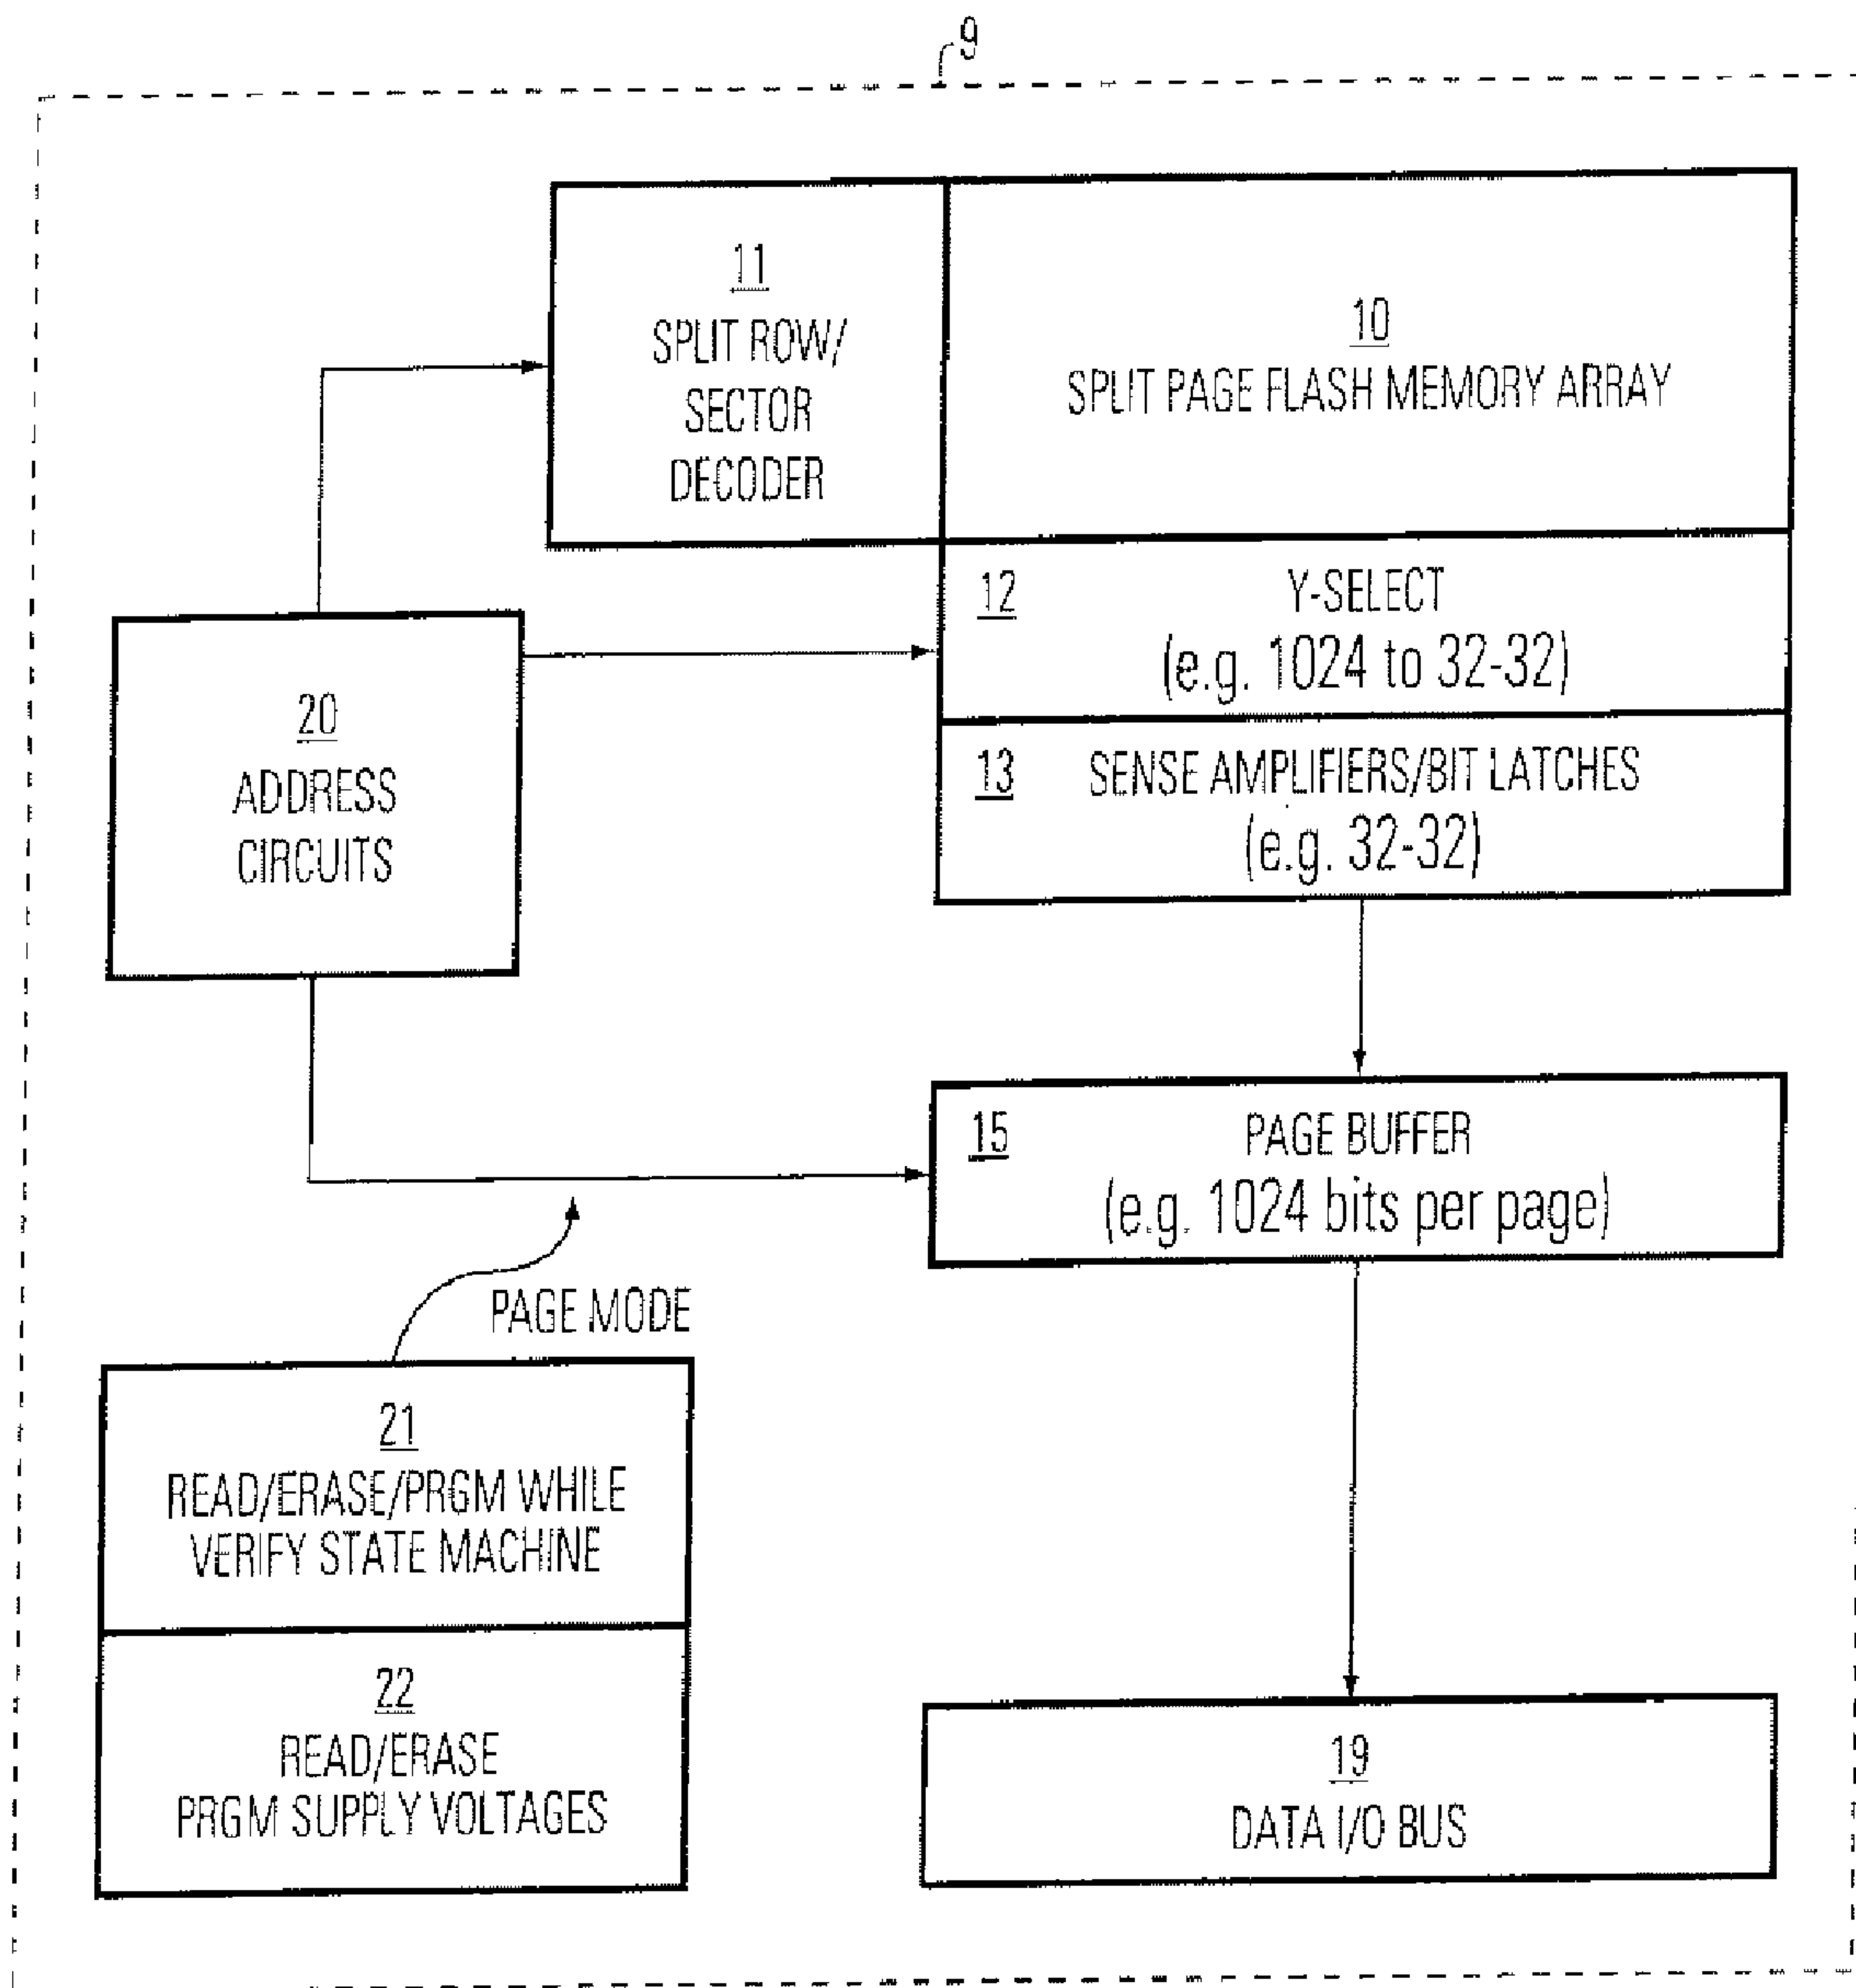 9
11
SPLIT ROW/
SECTOR
DECODER
10
SPLIT PAGE FLASH MEMORY ARRAY
12
Y-SELECT
(e.g. 1024 to 32-32)
13
SENSE AMPLIFIERS/BIT LATCHES
(e.g. 32-32)
20
ADDRESS
CIRCUITS
15
PAGE BUFFER
(e.g. 1024 bits per page)
PAGE MODE
21
READ/ERASE/PRGM WHILE
VERIFY STATE MACHINE
22
READ/ERASE
PRGM SUPPLY VOLTAGES
19
DATA I/O BUS